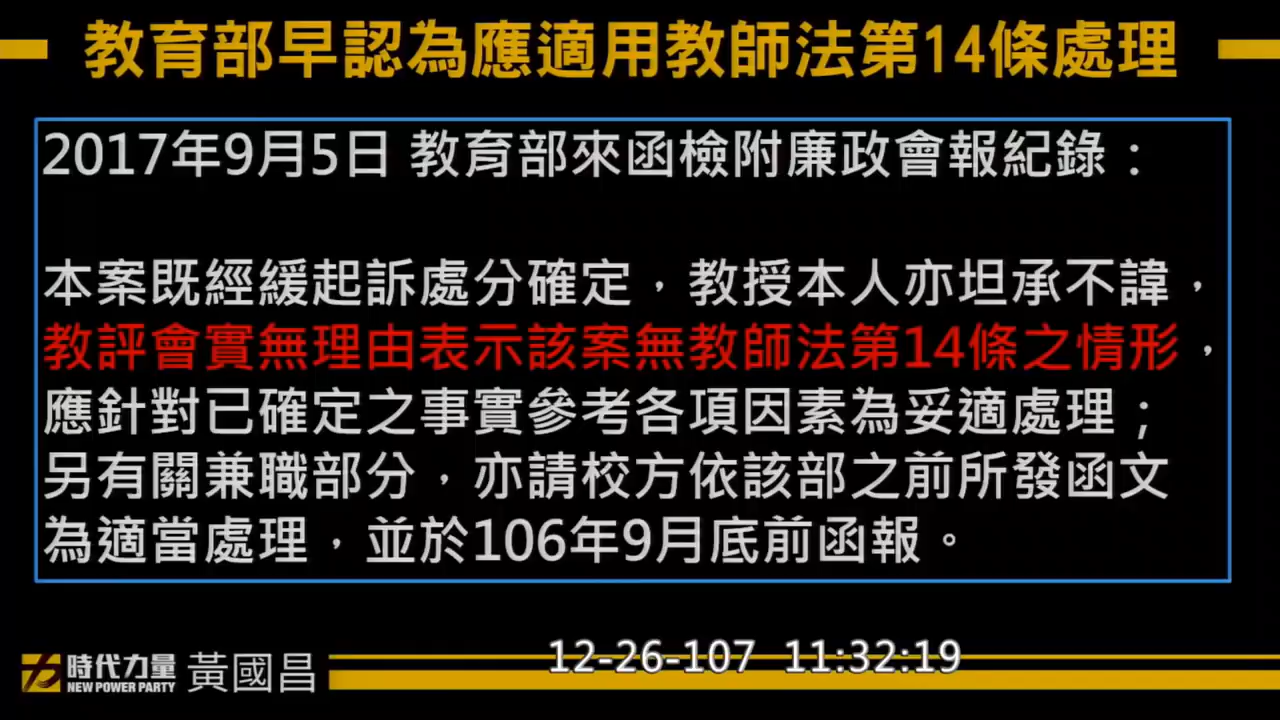 教育部早認為應適用教師法第14條處理
2017年9月5日 教育部來函檢附廉政會報紀錄：
本案既經緩起訴處分確定，教授本人亦坦承不諱，
教評會實無理由表示該案無教師法第14條之情形，
應針對已確定之事實參考各項因素為妥適處理；
另有關兼職部分，亦請校方依該部之前所發函文
為適當處理，並於106年9月底前函報。
12-26-107 11:32:19
時代力量 黃國昌
NEW POWER PARTY